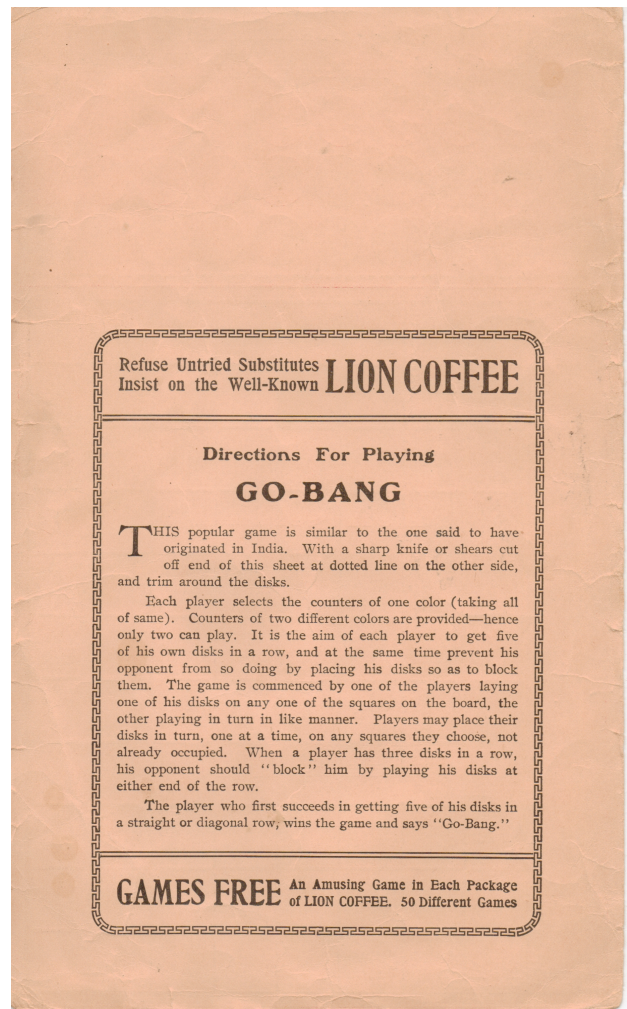 Refuse Untried Substitutes
Insist on the Well-Known LION COFFEE
Directions For Playing
GO-BANG
THIS popular game is similar to the one said to have
originated in India. With a sharp knife or shears cut
off end of this sheet at dotted line on the other side,
and trim around the disks.
Each player selects the counters of one color (taking all
of same). Counters of two different colors are provided—hence
only two can play. It is the aim of each player to get five
of his own disks in a row, and at the same time prevent his
opponent from so doing by placing his disks so as to block
them. The game is commenced by one of the players laying
one of his disks on any one of the squares on the board, the
other playing in turn in like manner. Players may place their
disks in turn, one at a time, on any squares they choose, not
already occupied. When a player has three disks in a row,
his opponent should "block" him by playing his disks at
either end of the row.
The player who first succeeds in getting five of his disks in
a straight or diagonal row, wins the game and says "Go-Bang."
GAMES FREE An Amusing Game in Each Package
of LION COFFEE. 50 Different Games